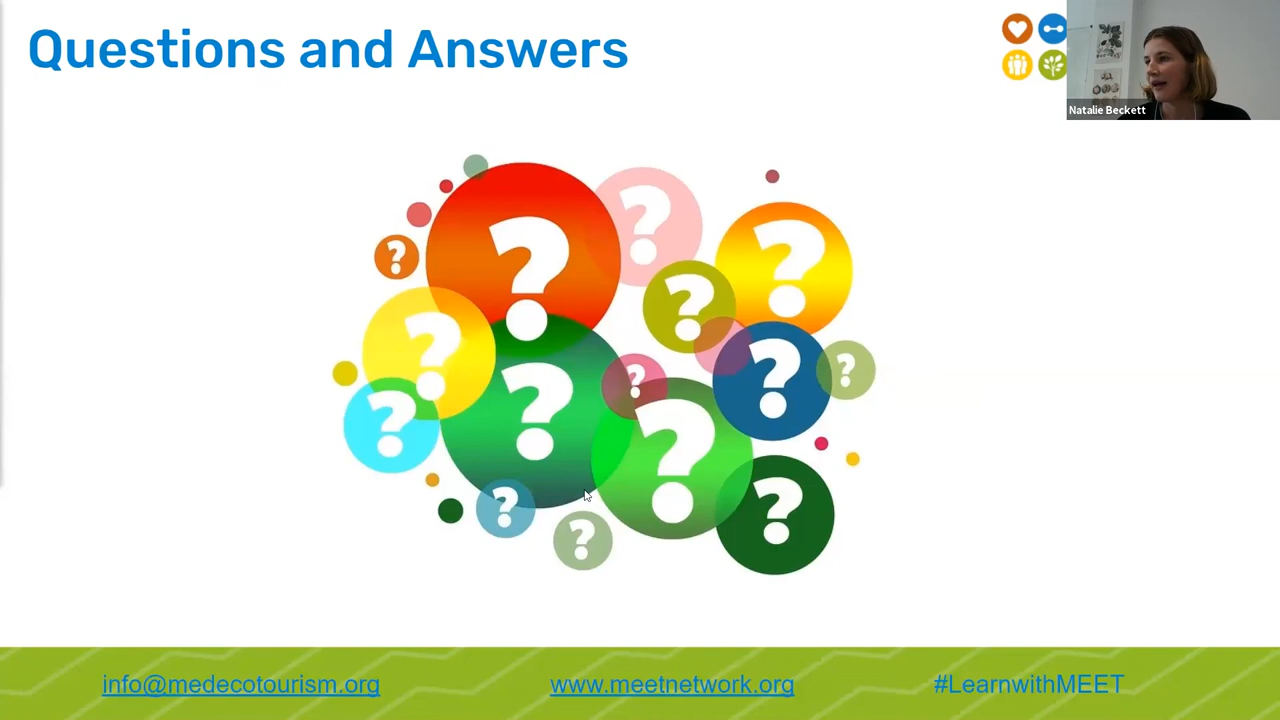 Questions and Answers
Natalie Beckett
? ? ? ? ? ? ? ? ? ? ? ? ? ?
info@medecotourism.org
www.meetnetwork.org
#LearnwithMEET